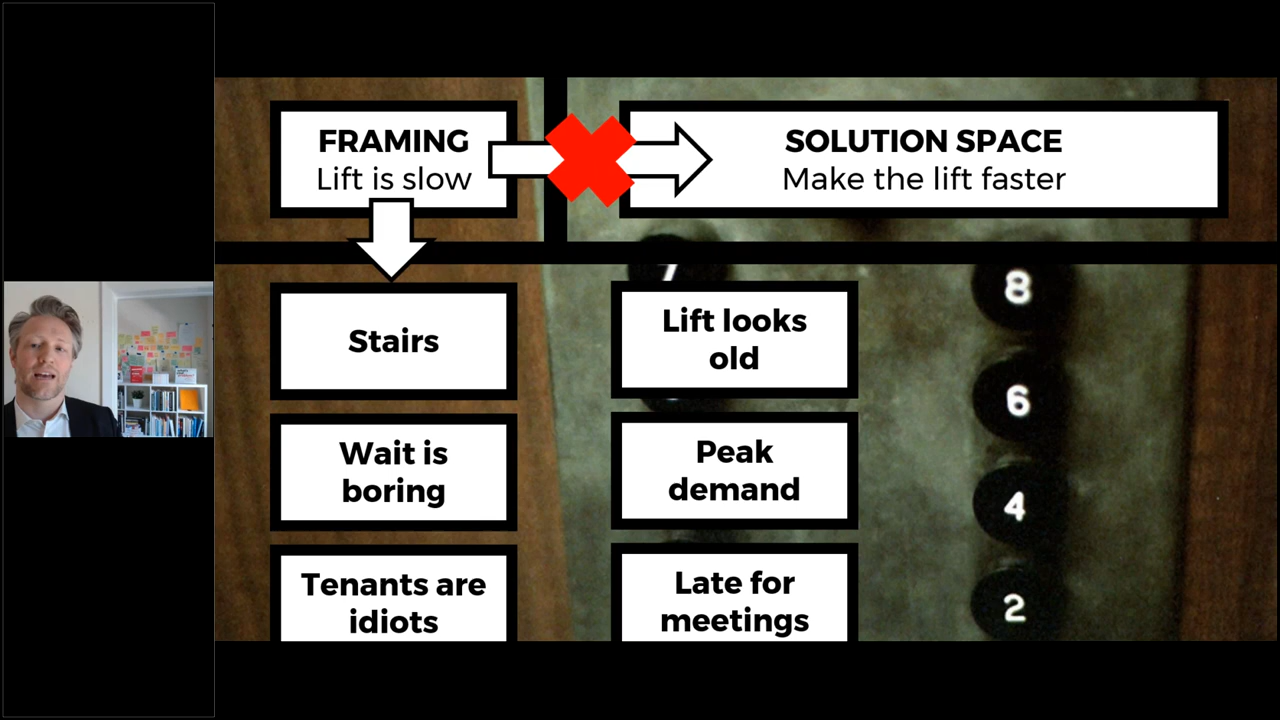 FRAMING
Lift is slow
SOLUTION SPACE
Make the lift faster
Stairs
Lift looks
old
Wait is
boring
Peak
demand
Tenants are
idiots
Late for
meetings
7
8
6
4
2